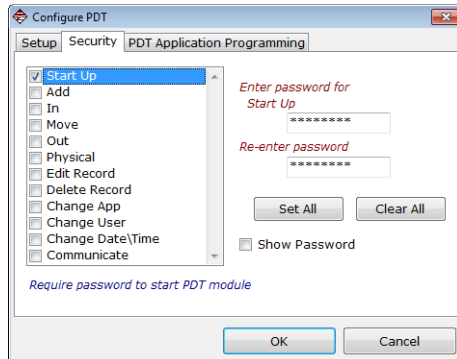 Configure PDT
Setup Security PDT Application Programming
Start Up
Add
In
Move
Out
Physical
Edit Record
Delete Record
Change App
Change User
Change Date\Time
Communicate
Enter password for
Start Up
********
Re-enter password
********
Set All Clear All
Show Password
Require password to start PDT module
OK Cancel